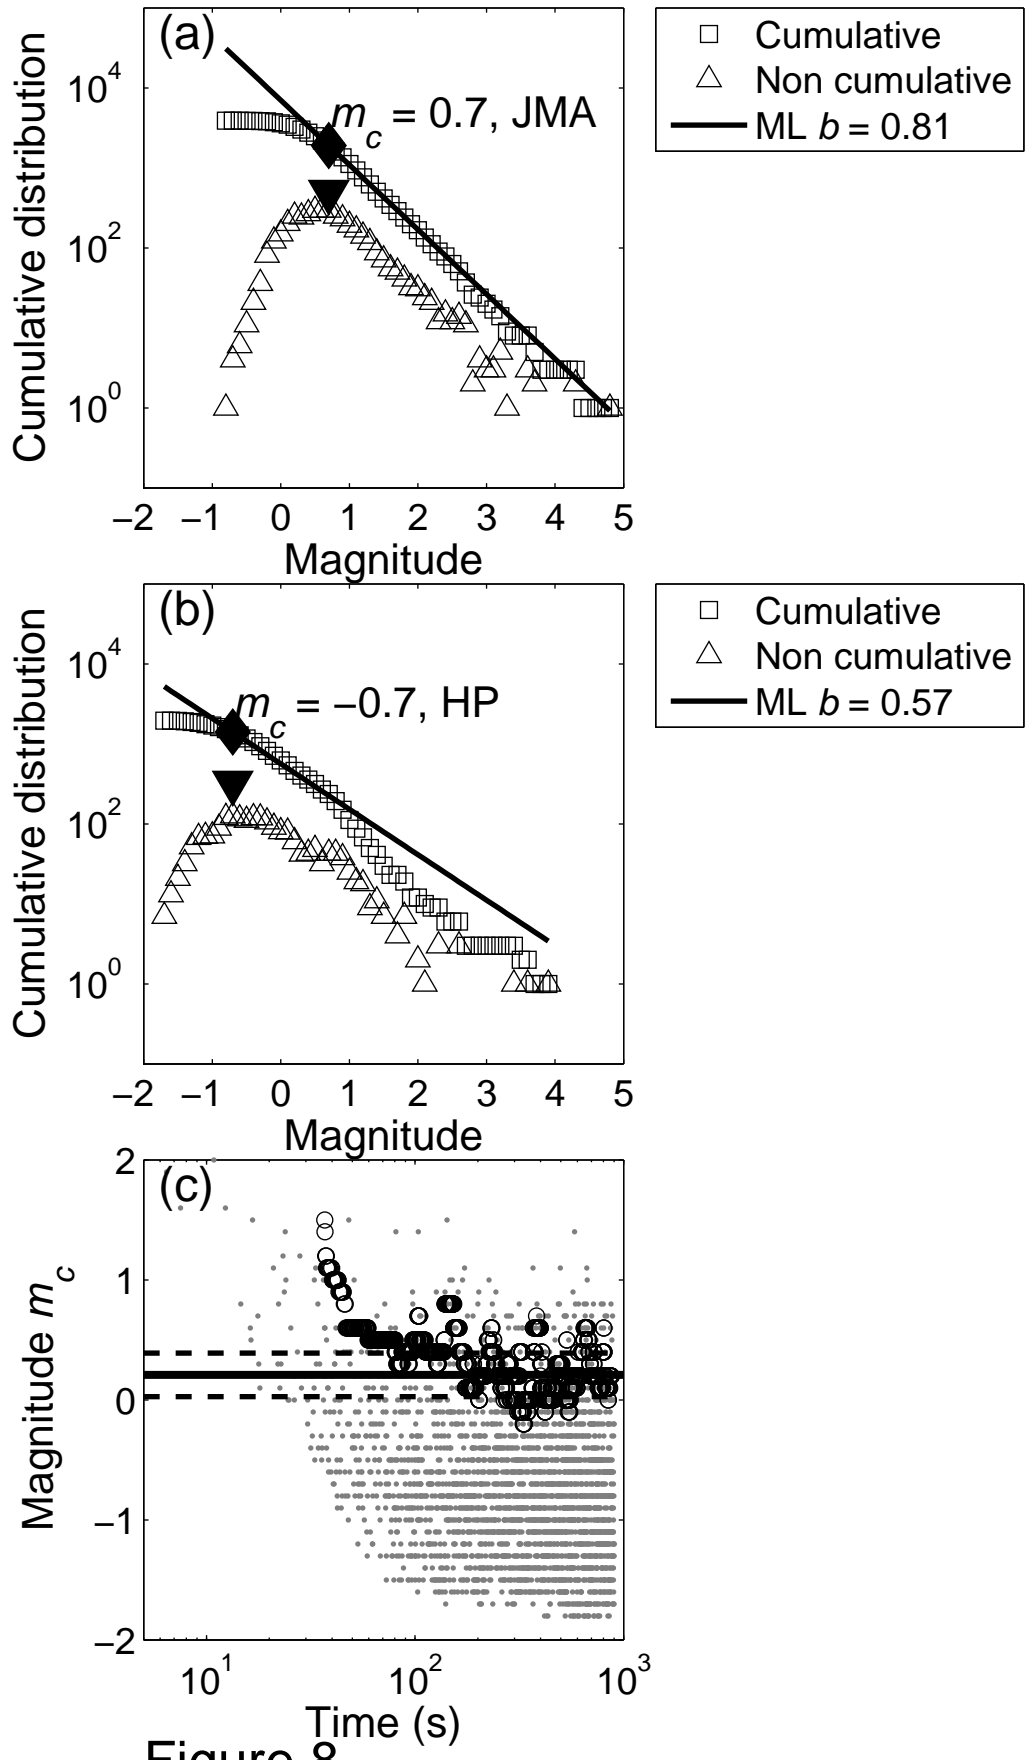 (a)
m_c = 0.7, JMA
Cumulative distribution
10^4
10^2
10^0
−2 −1 0 1 2 3 4 5
Magnitude
Cumulative
Non cumulative
ML b = 0.81
(b)
m_c = −0.7, HP
Cumulative distribution
10^4
10^2
10^0
−2 −1 0 1 2 3 4 5
Magnitude
Cumulative
Non cumulative
ML b = 0.57
(c)
Magnitude m_c
2
1
0
−1
−2
10^1 10^2 10^3
Time (s)
Figure 8